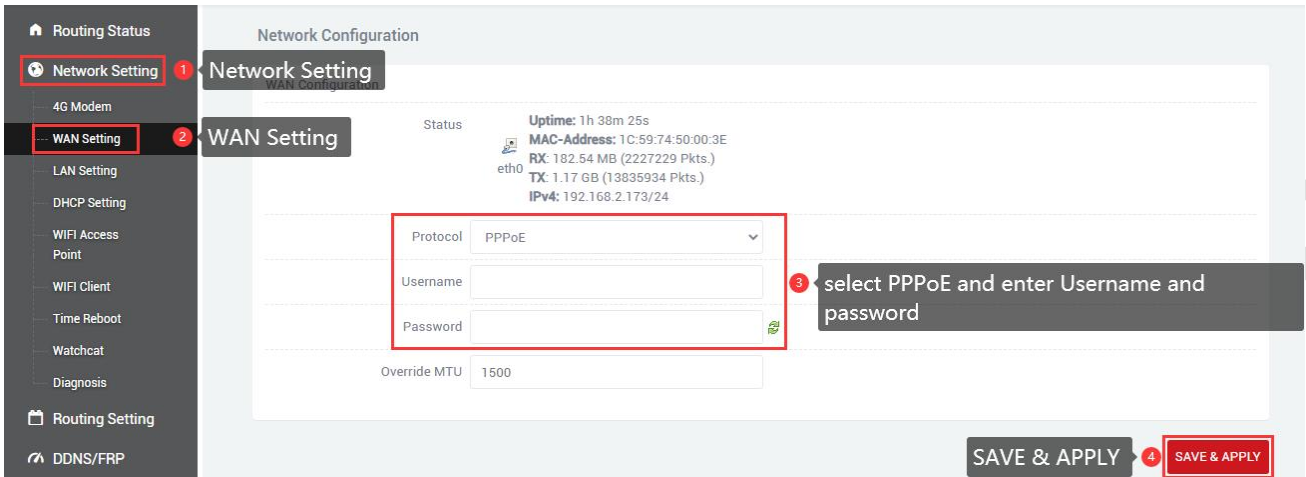 Routing Status
Network Setting
1
Network Setting
4G Modem
WAN Setting
2
WAN Setting
LAN Setting
DHCP Setting
WIFI Access
Point
WIFI Client
Time Reboot
Watchcat
Diagnosis
Routing Setting
DDNS/FRP
Network Configuration
WAN Configuration
Status
eth0
Uptime: 1h 38m 25s
MAC-Address: 1C:59:74:50:00:3E
RX: 182.54 MB (2227229 Pkts.)
TX: 1.17 GB (13835934 Pkts.)
IPv4: 192.168.2.173/24
Protocol PPPoE
Username
Password
3
select PPPoE and enter Username and
password
Override MTU 1500
SAVE & APPLY
4
SAVE & APPLY